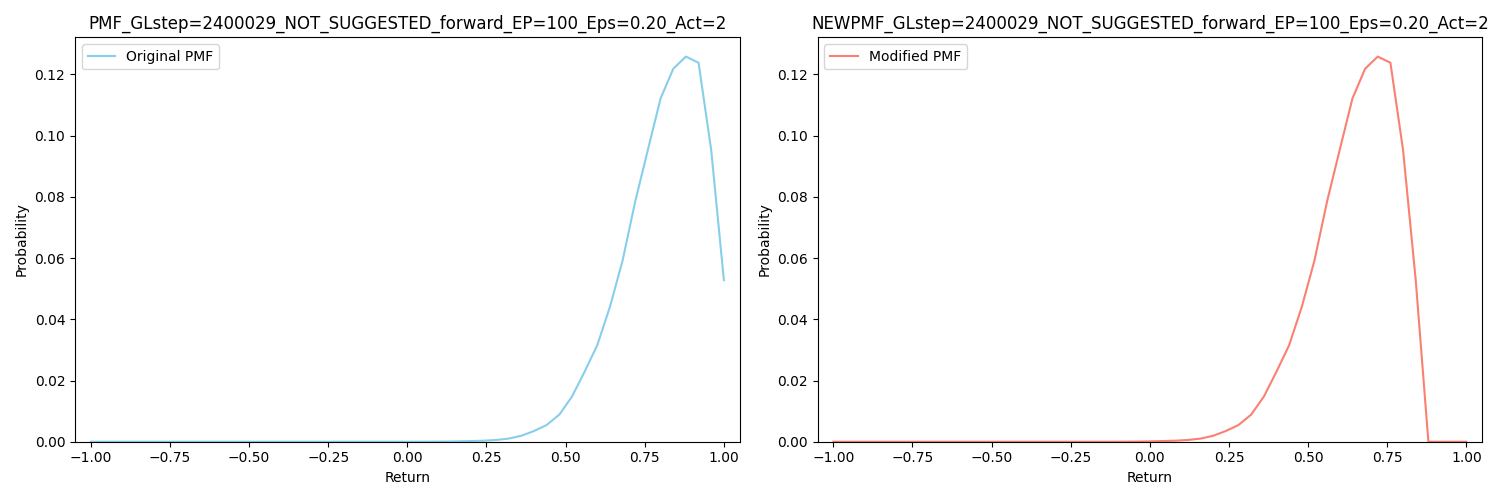 PMF_GLstep=2400029_NOT_SUGGESTED_forward_EP=100_Eps=0.20_Act=2
Original PMF
Probability
0.12
0.10
0.08
0.06
0.04
0.02
0.00
−1.00 −0.75 −0.50 −0.25 0.00 0.25 0.50 0.75 1.00
Return
NEWPMF_GLstep=2400029_NOT_SUGGESTED_forward_EP=100_Eps=0.20_Act=2
Modified PMF
Probability
0.12
0.10
0.08
0.06
0.04
0.02
0.00
−1.00 −0.75 −0.50 −0.25 0.00 0.25 0.50 0.75 1.00
Return